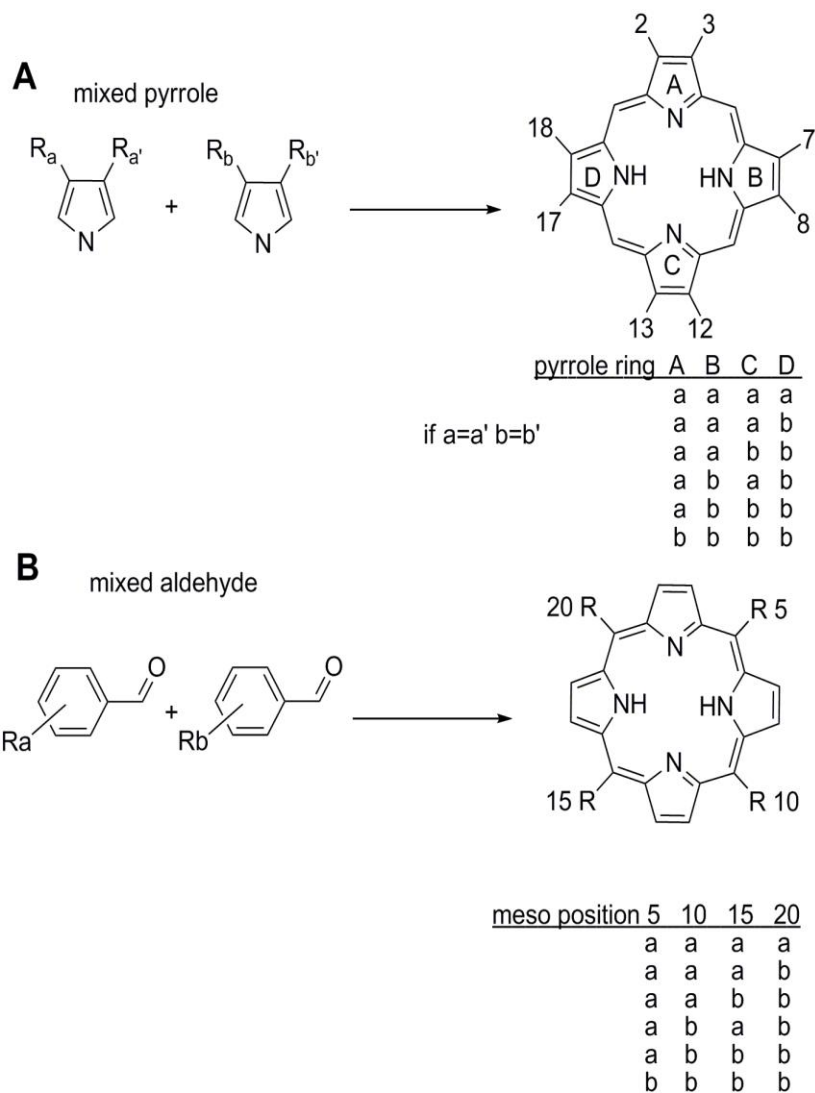 A
mixed pyrrole
Ra Ra' Rb Rb'
N + N
2 3
A
N
18 7
D NH HN B
17 8
N
C
13 12
pyrrole ring A B C D
a a a a
a a a b
if a=a' b=b'
a a b b
a b a b
a b b b
b b b b
B
mixed aldehyde
O O
Ra + Rb
20 R R 5
N
NH HN
N
15 R R 10
meso position 5 10 15 20
a a a a
a a a b
a a b b
a b a b
a b b b
b b b b